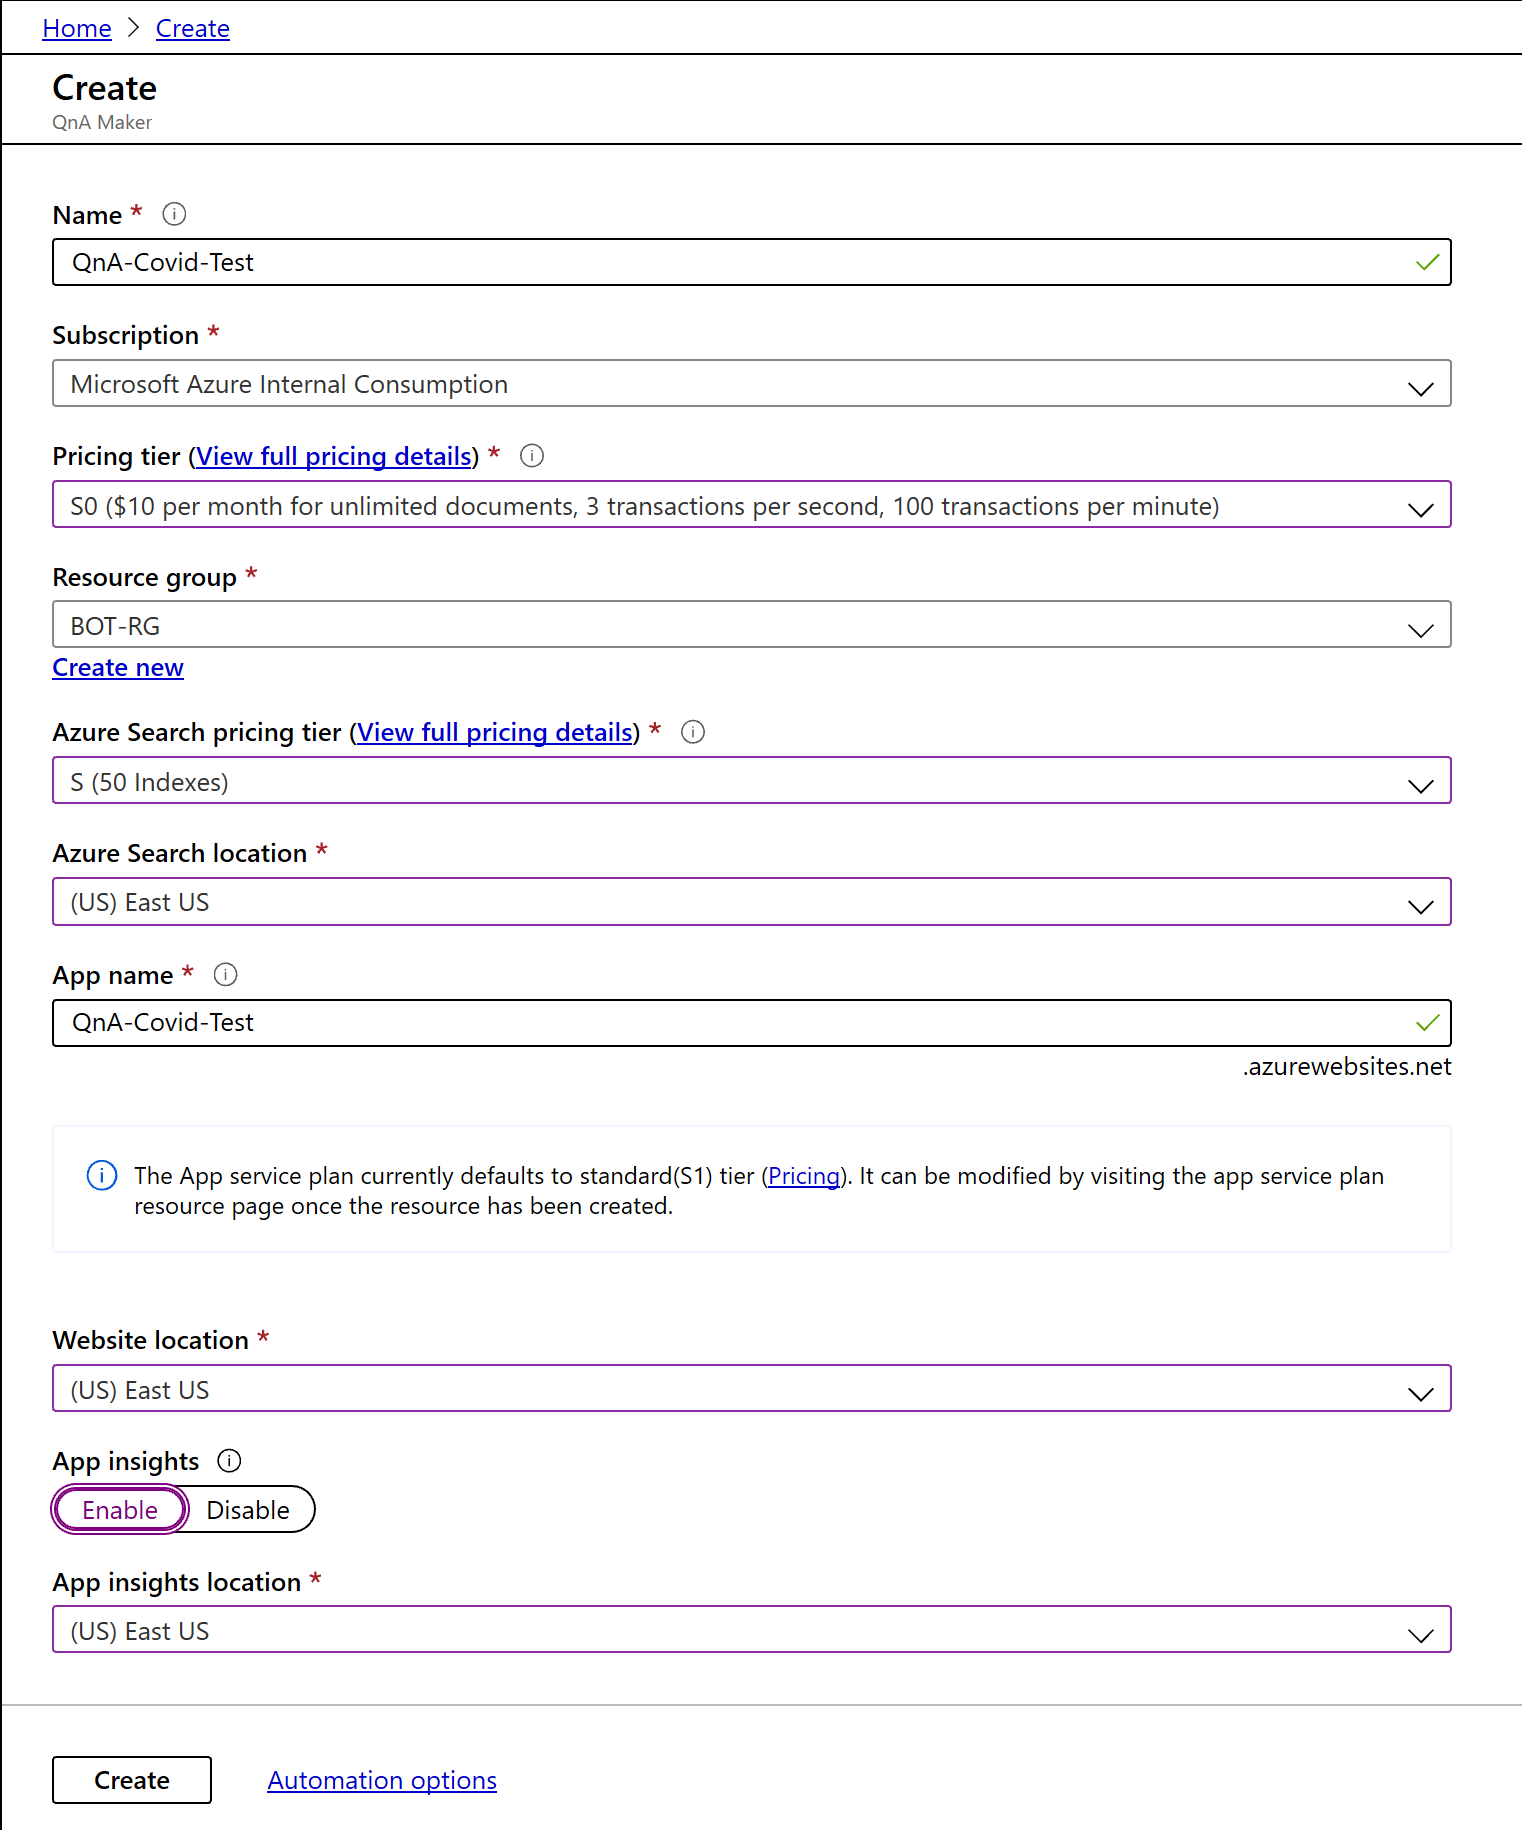 Home > Create
Create
QnA Maker
Name *
QnA-Covid-Test
Subscription *
Microsoft Azure Internal Consumption
Pricing tier (View full pricing details) *
S0 ($10 per month for unlimited documents, 3 transactions per second, 100 transactions per minute)
Resource group *
BOT-RG
Create new
Azure Search pricing tier (View full pricing details) *
S (50 Indexes)
Azure Search location *
(US) East US
App name *
QnA-Covid-Test
.azurewebsites.net
The App service plan currently defaults to standard(S1) tier (Pricing). It can be modified by visiting the app service plan
resource page once the resource has been created.
Website location *
(US) East US
App insights
Enable Disable
App insights location *
(US) East US
Create Automation options